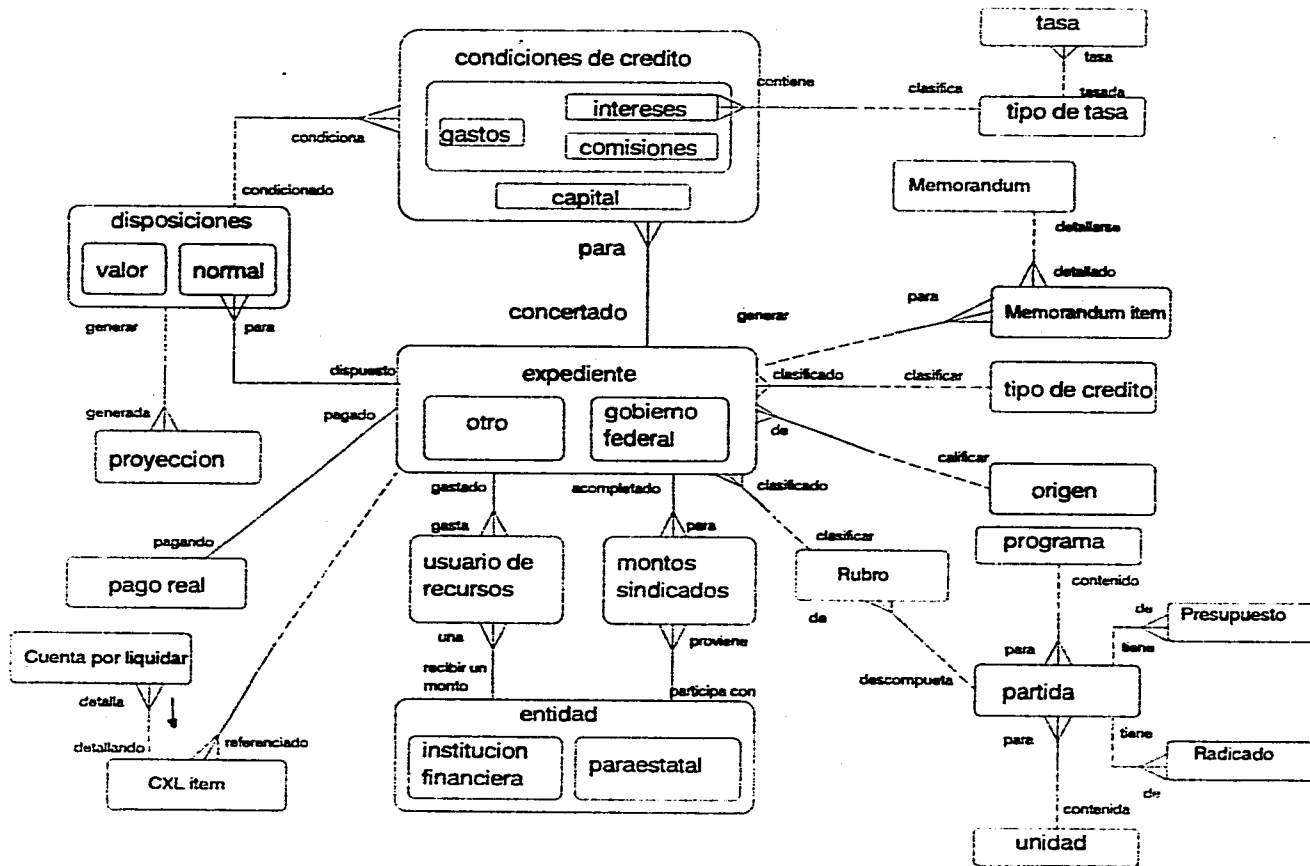 tasa
condiciones de credito
tasa
contiene
clasifica
tasada
intereses
tipo de tasa
gastos
condiciona
comisiones
Memorandum
condicionado
capital
disposiciones
detallarse
para
valor
normal
detallado
para
Memorandum item
generar
para
concertado
generar
dispuesto
expediente
clasificado
clasificar
tipo de credito
generada
pagado
otro
gobierno
federal
de
proyeccion
calificar
gastado
acompletado
clasificado
origen
gasta
para
programa
pagando
usuario de
recursos
montos
sindicados
clasificar
pago real
Rubro
contenido
de
Presupuesto
una
proviene
de
tiene
Cuenta por liquidar
para
recibir un
monto
participa con
descompueta
partida
detalla
entidad
tiene
detallando
referenciado
institucion
financiera
paraestatal
para
Radicado
CXL item
de
contenida
unidad